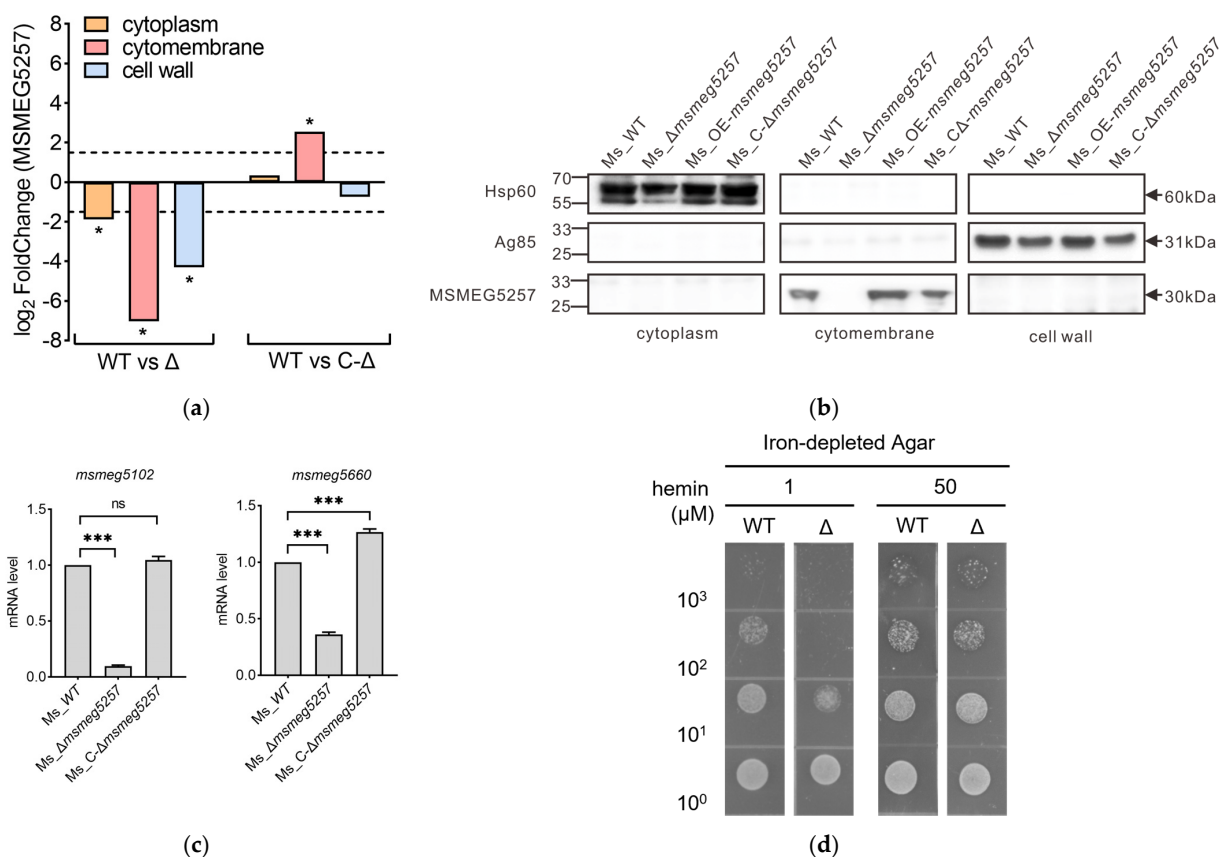 8
6
4
2
0
-2
-4
-6
-8
log2 FoldChange (MSMEG5257)
cytoplasm
cytomembrane
cell wall
*
*
*
*
WT vs Δ
WT vs C-Δ
(a)
Ms_WT
Ms_Δmsmeg5257
Ms_OE-msmeg5257
Ms_C-Δmsmeg5257
Ms_WT
Ms_Δmsmeg5257
Ms_OE-msmeg5257
Ms_CΔ-msmeg5257
Ms_WT
Ms_Δmsmeg5257
Ms_OE-msmeg5257
Ms_C-Δmsmeg5257
Hsp60
70
55
60kDa
Ag85
33
25
31kDa
MSMEG5257
33
25
30kDa
cytoplasm
cytomembrane
cell wall
(b)
msmeg5102
mRNA level
1.5
1.0
0.5
0.0
ns
***
Ms_WT
Ms_Δmsmeg5257
Ms_C-Δmsmeg5257
msmeg5660
mRNA level
1.5
1.0
0.5
0.0
***
***
Ms_WT
Ms_Δmsmeg5257
Ms_C-Δmsmeg5257
(c)
Iron-depleted Agar
hemin
(μM)
1
50
WT
Δ
WT
Δ
10³
10²
10¹
10⁰
(d)